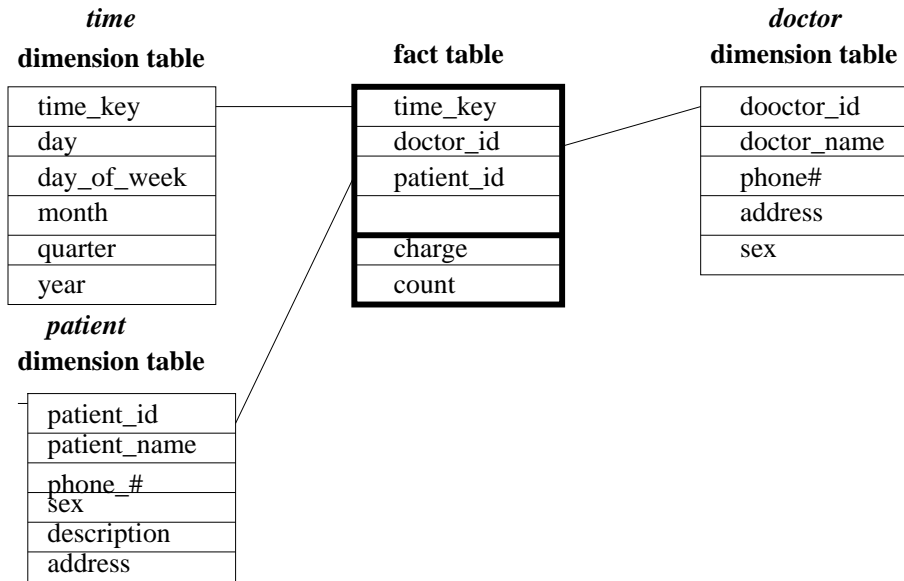 time
dimension table
time_key
day
day_of_week
month
quarter
year
fact table
time_key
doctor_id
patient_id
charge
count
doctor
dimension table
dooctor_id
doctor_name
phone#
address
sex
patient
dimension table
patient_id
patient_name
phone_#
sex
description
address